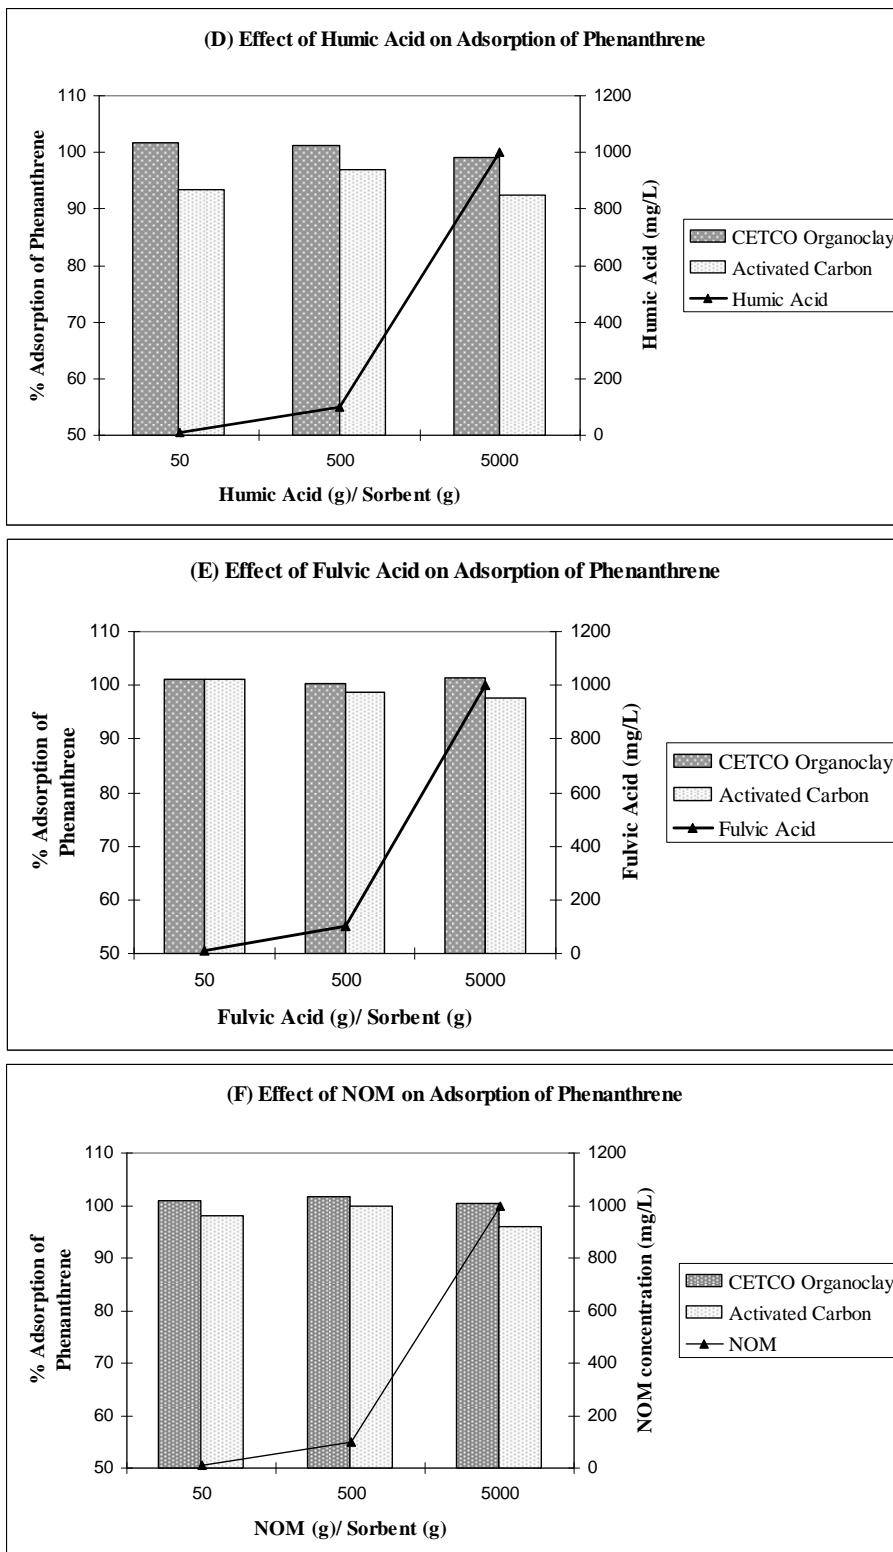 (D) Effect of Humic Acid on Adsorption of Phenanthrene
110
100
90
80
70
60
50
% Adsorption of Phenanthrene
1200
1000
800
600
400
200
0
Humic Acid (mg/L)
50
500
5000
Humic Acid (g)/ Sorbent (g)
CETCO Organoclay
Activated Carbon
Humic Acid
(E) Effect of Fulvic Acid on Adsorption of Phenanthrene
110
100
90
80
70
60
50
% Adsorption of
Phenanthrene
1200
1000
800
600
400
200
0
Fulvic Acid (mg/L)
50
500
5000
Fulvic Acid (g)/ Sorbent (g)
CETCO Organoclay
Activated Carbon
Fulvic Acid
(F) Effect of NOM on Adsorption of Phenanthrene
110
100
90
80
70
60
50
% Adsorption of
Phenanthrene
1200
1000
800
600
400
200
0
NOM concentration (mg/L)
50
500
5000
NOM (g)/ Sorbent (g)
CETCO Organoclay
Activated Carbon
NOM